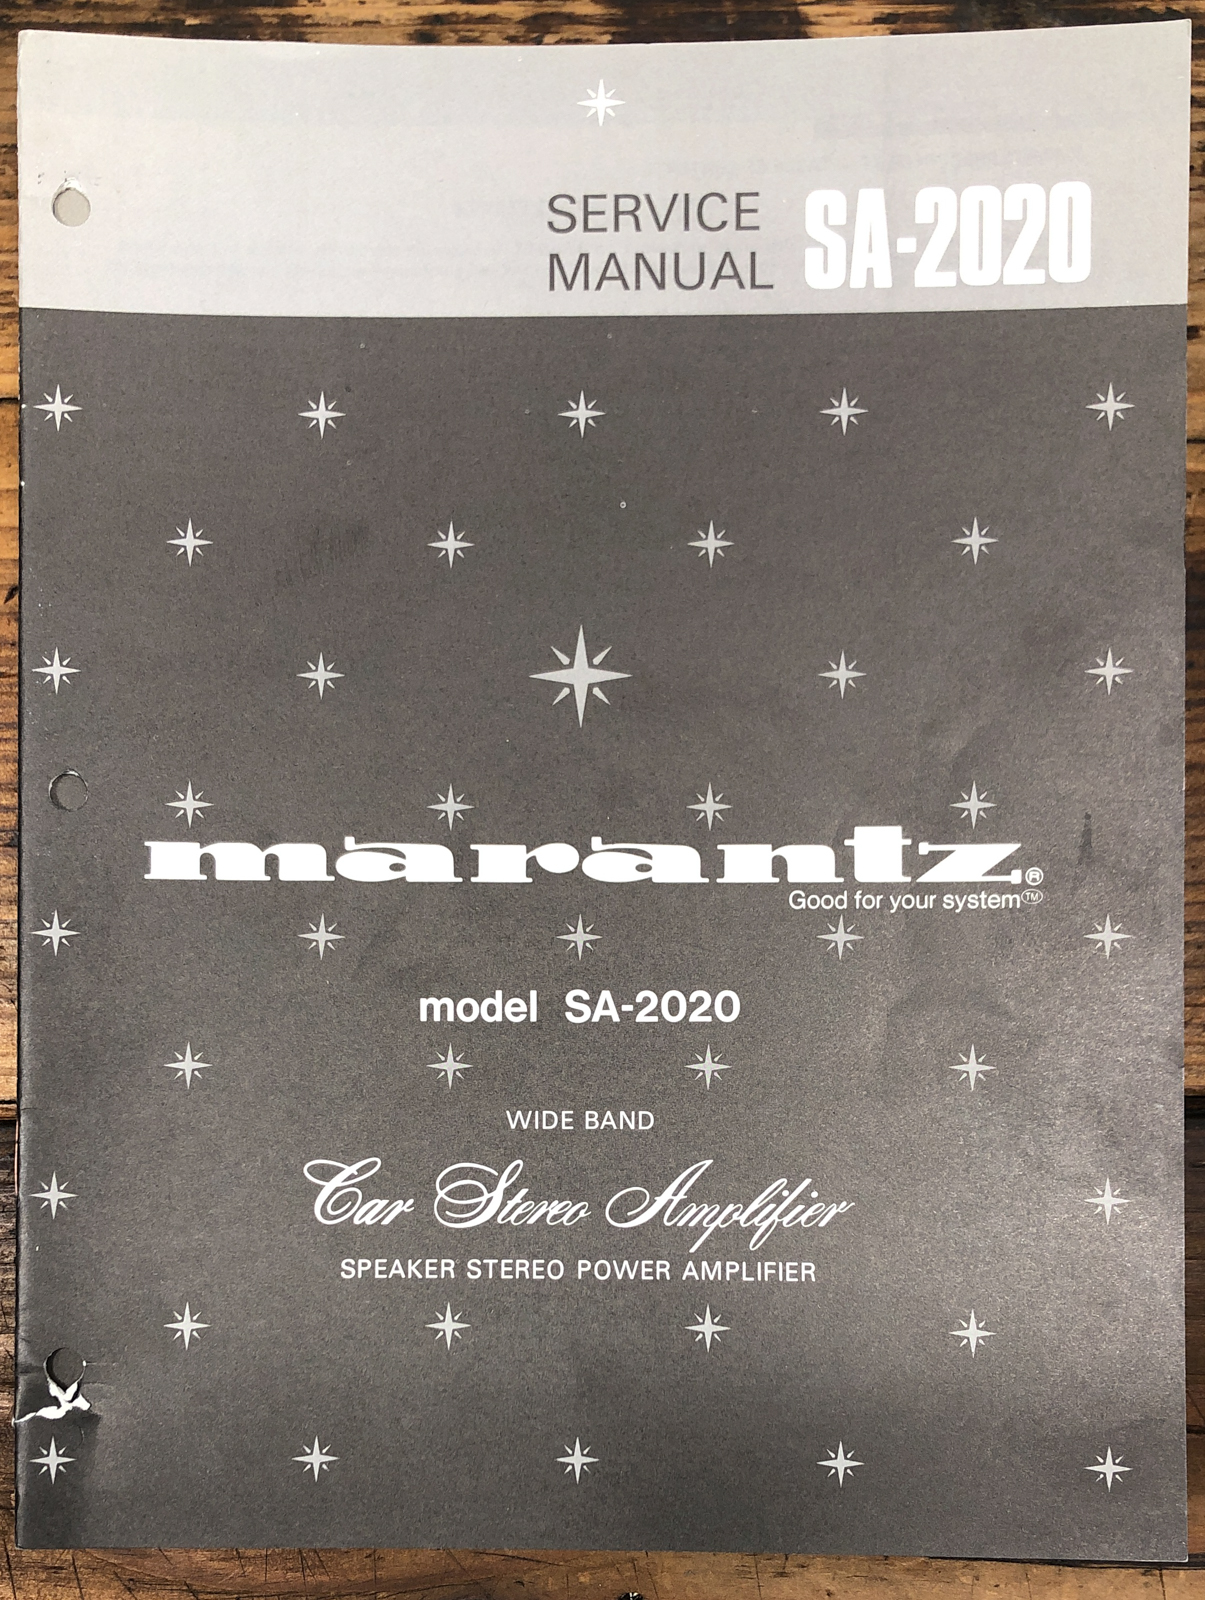 SERVICE
MANUAL SA-2020
marantz®
Good for your system™
model SA-2020
WIDE BAND
Car Stereo Amplifier
SPEAKER STEREO POWER AMPLIFIER